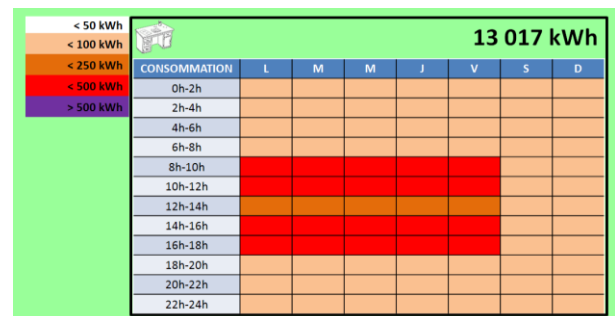 < 50 kWh
< 100 kWh
< 250 kWh
< 500 kWh
> 500 kWh
13 017 kWh
CONSOMMATION L M M J V S D
0h-2h
2h-4h
4h-6h
6h-8h
8h-10h
10h-12h
12h-14h
14h-16h
16h-18h
18h-20h
20h-22h
22h-24h